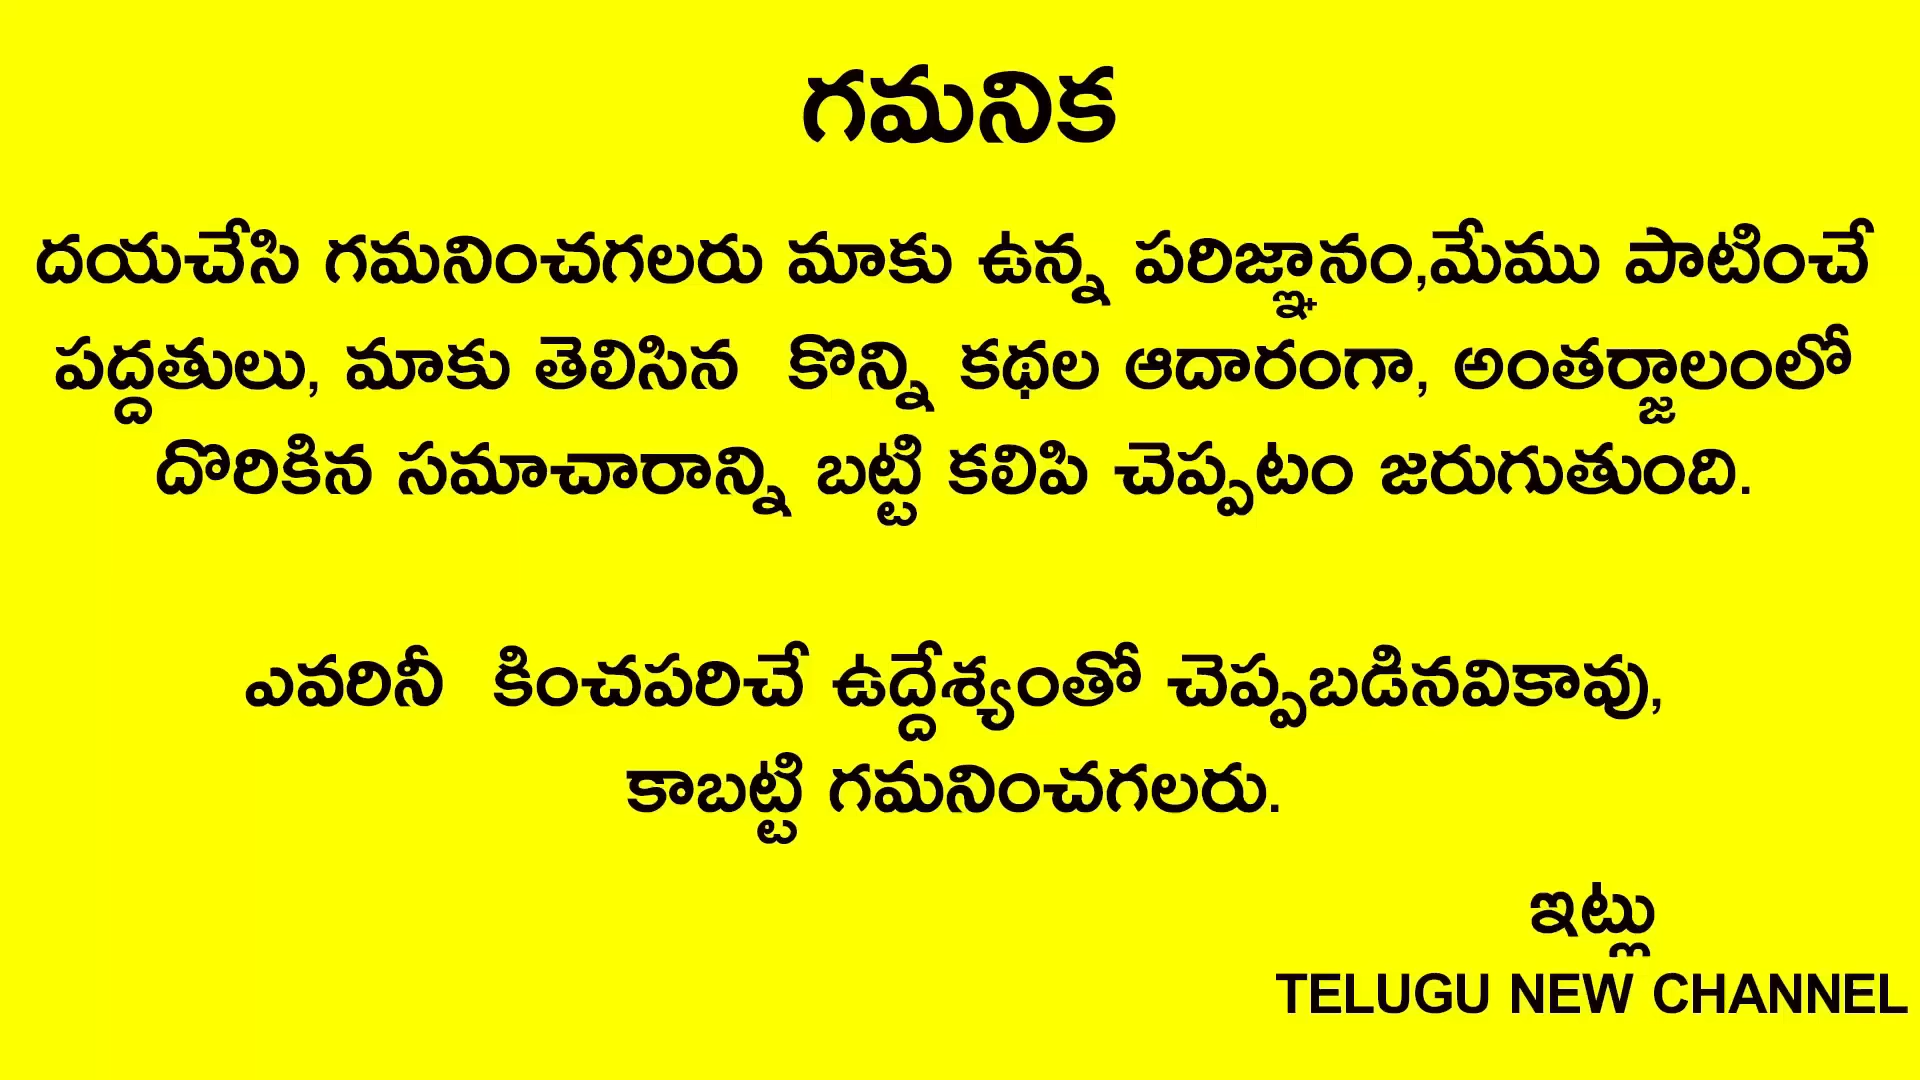 గమనిక
దయచేసి గమనించగలరు మాకు ఉన్న పరిజ్ఞానం,మేము పాటించే
పద్దతులు, మాకు తెలిసిన కొన్ని కథల ఆదారంగా, అంతర్జాలంలో
దొరికిన సమాచారాన్ని బట్టి కలిపి చెప్పటం జరుగుతుంది.
ఎవరినీ కించపరిచే ఉద్దేశ్యంతో చెప్పబడినవికావు,
కాబట్టి గమనించగలరు.
ఇట్లు
TELUGU NEW CHANNEL